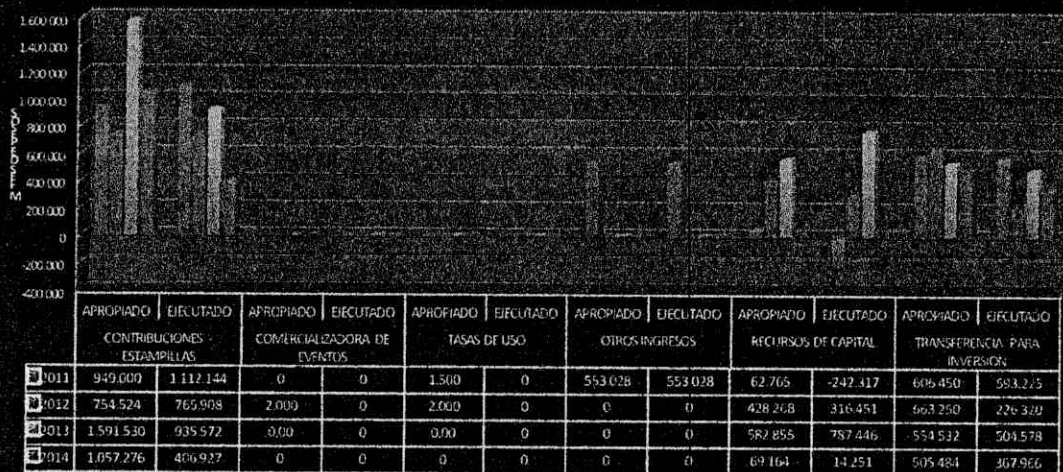 1.600.000
1.400.000
1.200.000
1.000.000
800.000
600.000
400.000
200.000
0
-200.000
-400.000
APROPIADO EJECUTADO APROPIADO EJECUTADO APROPIADO EJECUTADO APROPIADO EJECUTADO APROPIADO EJECUTADO APROPIADO EJECUTADO
CONTRIBUCIONES - ESTAMPILLAS COMERCIALIZADORA DE EVENTOS TASAS DE USO OTROS INGRESOS RECURSOS DE CAPITAL TRANSFERENCIA PARA INVERSION
2011 949.000 1.112.144 0 0 1.500 0 553.028 553.028 62.765 -242.317 606.450 593.225
2012 754.524 765.908 2.000 0 2.000 0 0 0 428.268 316.451 663.250 226.320
2013 1.591.530 935.572 0,00 0 0,00 0 0 0 582.855 787.446 554.532 504.578
2014 1.057.276 406.927 0 0 0 0 0 0 69.164 14.251 505.484 367.966